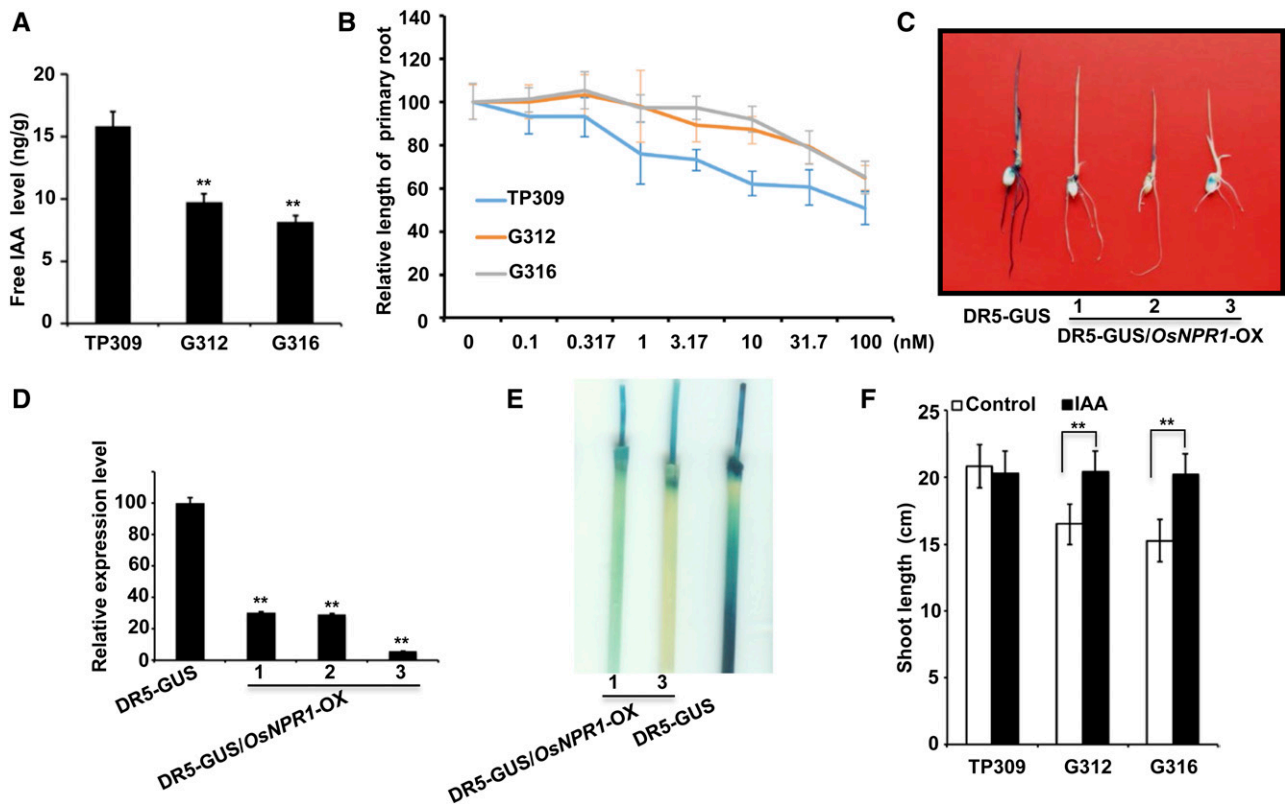 A
Free IAA level (ng/g)
20
15
10
5
0
**
**
TP309
G312
G316
B
Relative length of primary root
140
120
100
80
60
40
20
0
TP309
G312
G316
0 0.1 0.317 1 3.17 10 31.7 100 (nM)
C
DR5-GUS
1 2 3
DR5-GUS/OsNPR1-OX
D
Relative expression level
100
80
60
40
20
0
**
**
**
DR5-GUS
1 2 3
DR5-GUS/OsNPR1-OX
E
1 3
DR5-GUS/OsNPR1-OX
DR5-GUS
F
Control IAA
Shoot length (cm)
25
20
15
10
5
0
**
**
TP309 G312 G316